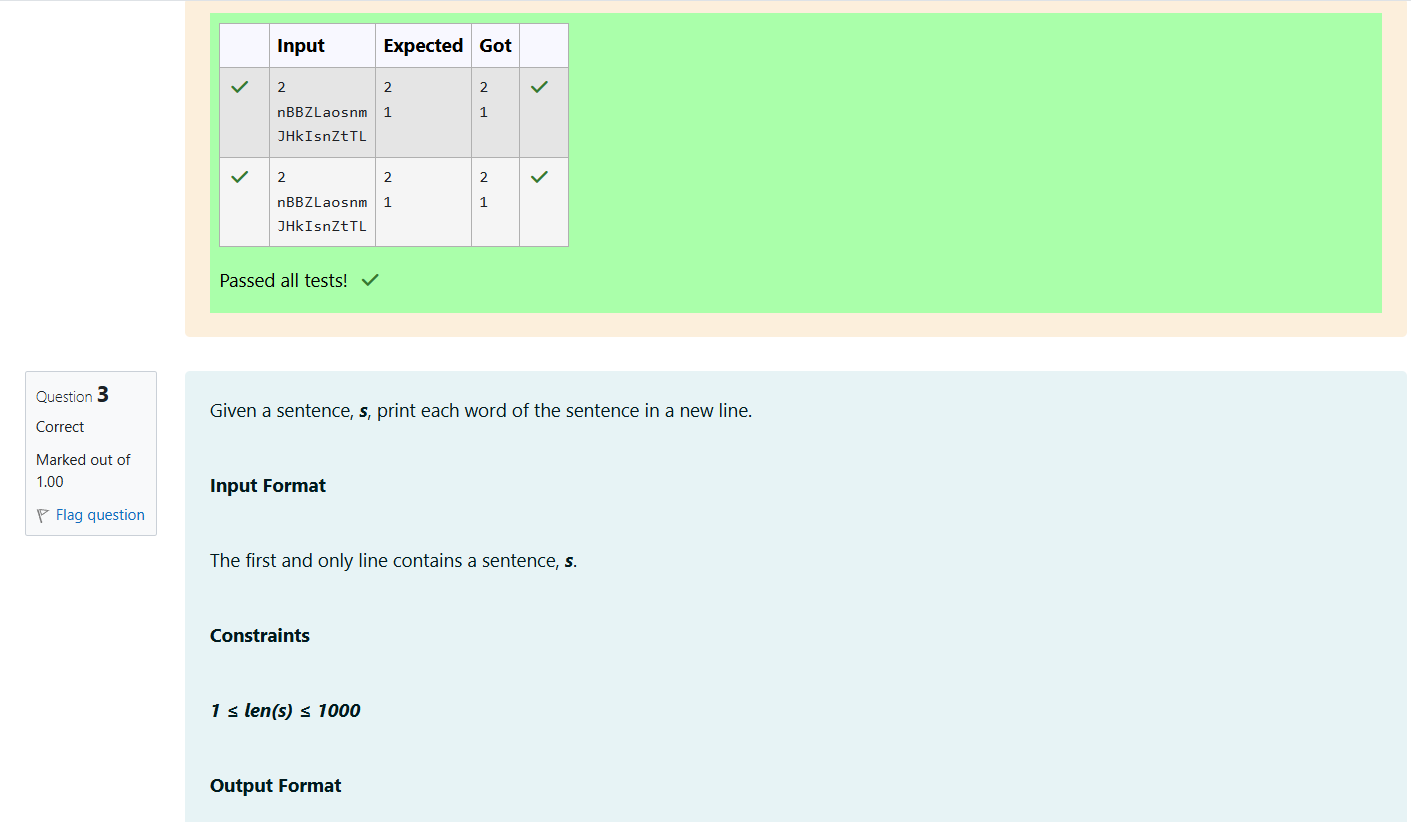 Input Expected Got
2 2 2
nBBZLaosnm 1 1
JHkIsnZtTL
2 2 2
nBBZLaosnm 1 1
JHkIsnZtTL
Passed all tests!
Question 3
Correct
Marked out of
1.00
Flag question
Given a sentence, s, print each word of the sentence in a new line.
Input Format
The first and only line contains a sentence, s.
Constraints
1 ≤ len(s) ≤ 1000
Output Format